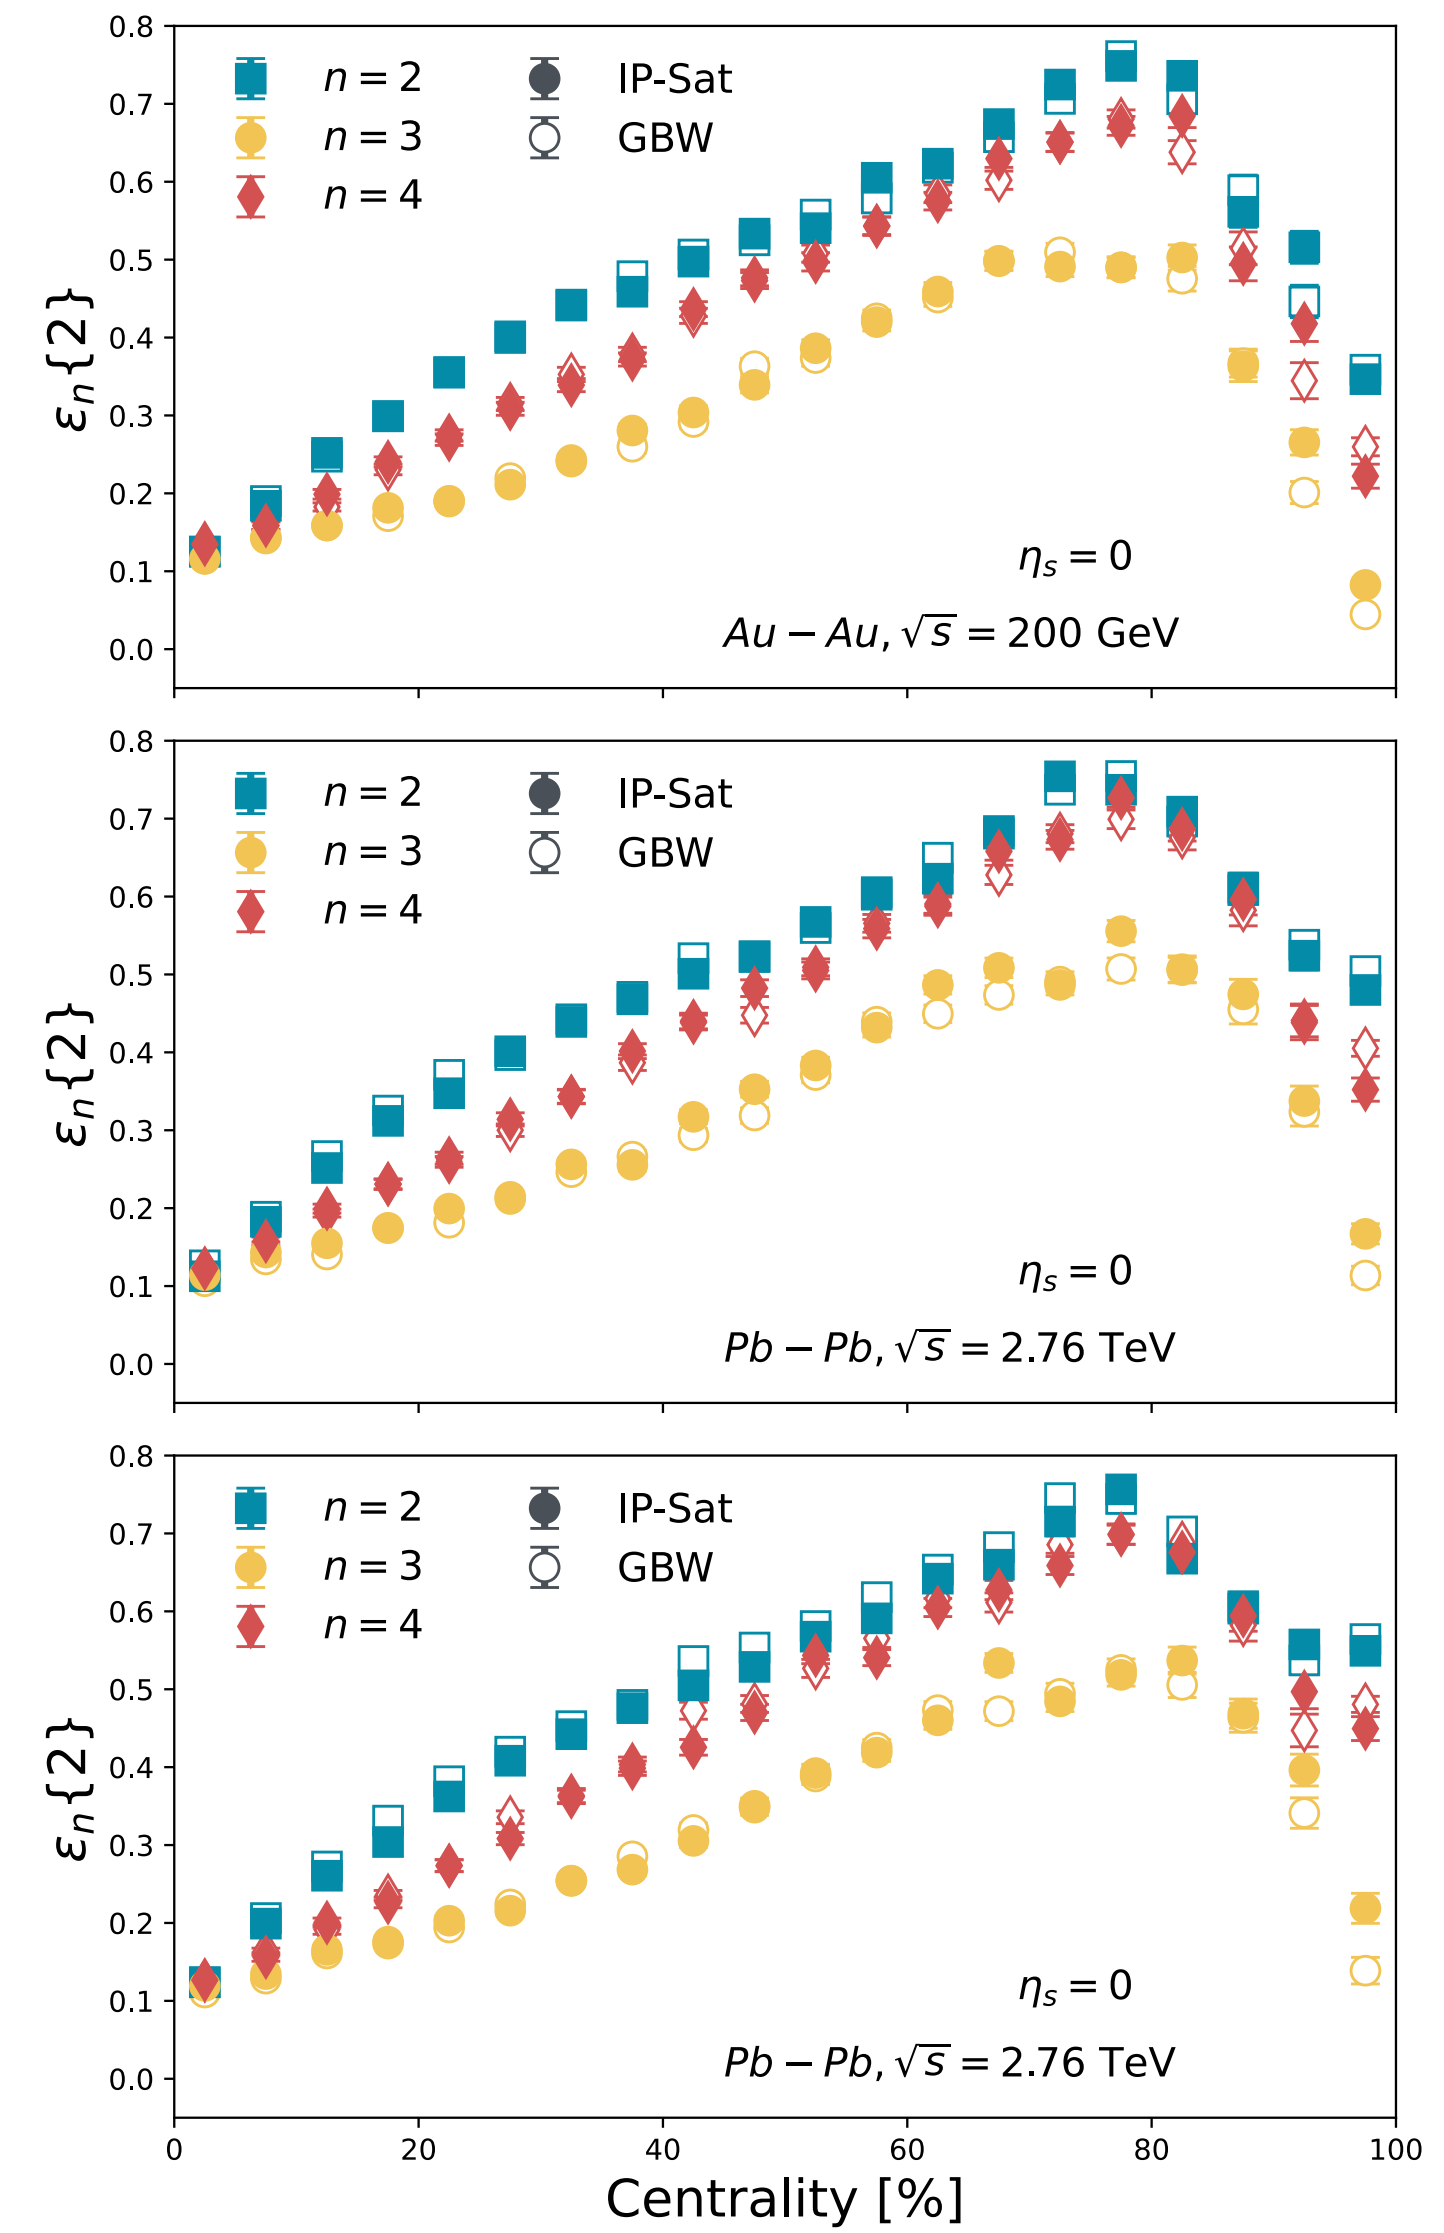 0.8
0.7
0.6
0.5
0.4
0.3
0.2
0.1
0.0
εn{2}
n = 2
n = 3
n = 4
IP-Sat
GBW
ηs = 0
Au − Au, √s = 200 GeV
0.8
0.7
0.6
0.5
0.4
0.3
0.2
0.1
0.0
εn{2}
n = 2
n = 3
n = 4
IP-Sat
GBW
ηs = 0
Pb − Pb, √s = 2.76 TeV
0.8
0.7
0.6
0.5
0.4
0.3
0.2
0.1
0.0
εn{2}
n = 2
n = 3
n = 4
IP-Sat
GBW
ηs = 0
Pb − Pb, √s = 2.76 TeV
0 20 40 60 80 100
Centrality [%]